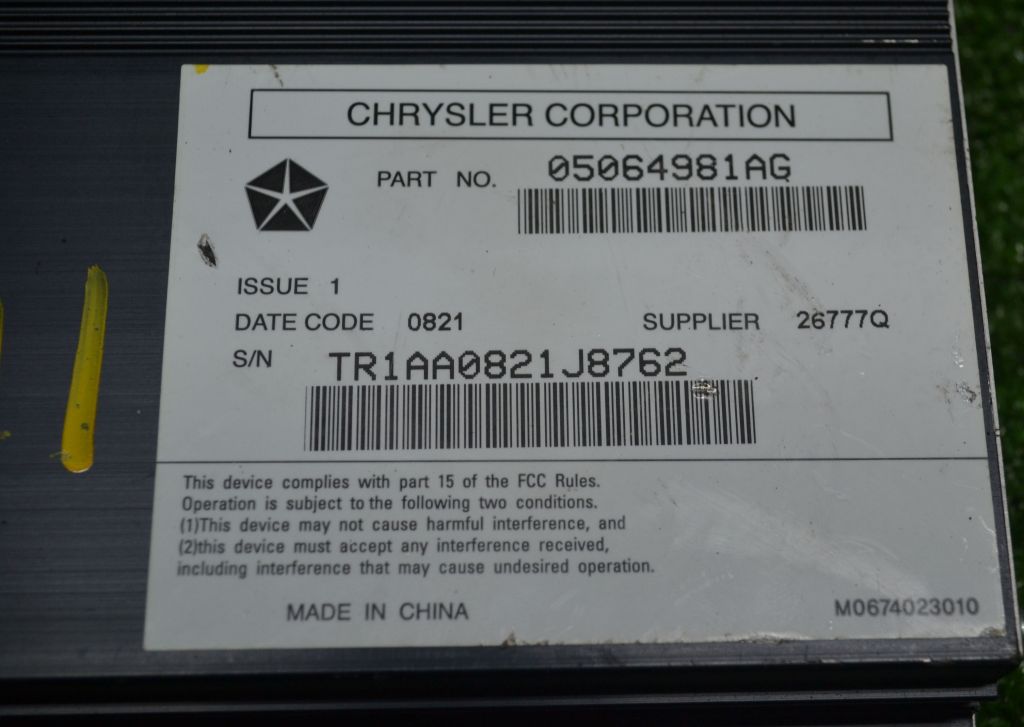 CHRYSLER CORPORATION
PART NO. 05064981AG
ISSUE 1
DATE CODE 0821 SUPPLIER 26777Q
S/N TR1AA0821J8762
This device complies with part 15 of the FCC Rules.
Operation is subject to the following two conditions.
(1)This device may not cause harmful interference, and
(2)this device must accept any interference received,
including interference that may cause undesired operation.
MADE IN CHINA M0674023010